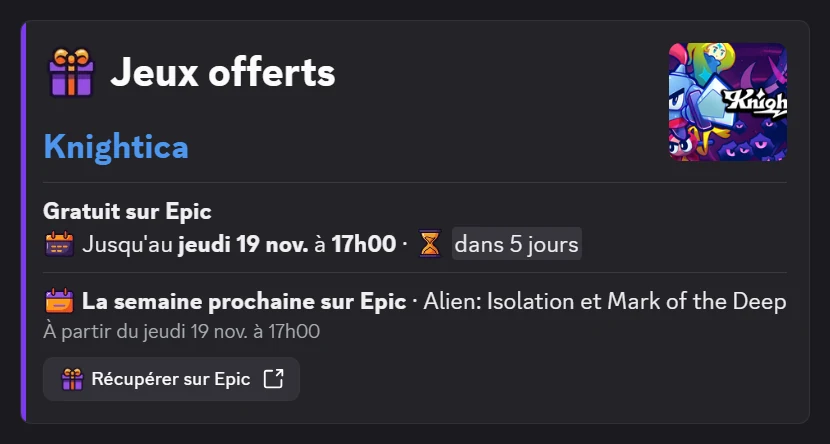 Jeux offerts
Knigh
Knightica
Gratuit sur Epic
Jusqu'au jeudi 19 nov. à 17h00 · dans 5 jours
La semaine prochaine sur Epic · Alien: Isolation et Mark of the Deep
À partir du jeudi 19 nov. à 17h00
Récupérer sur Epic